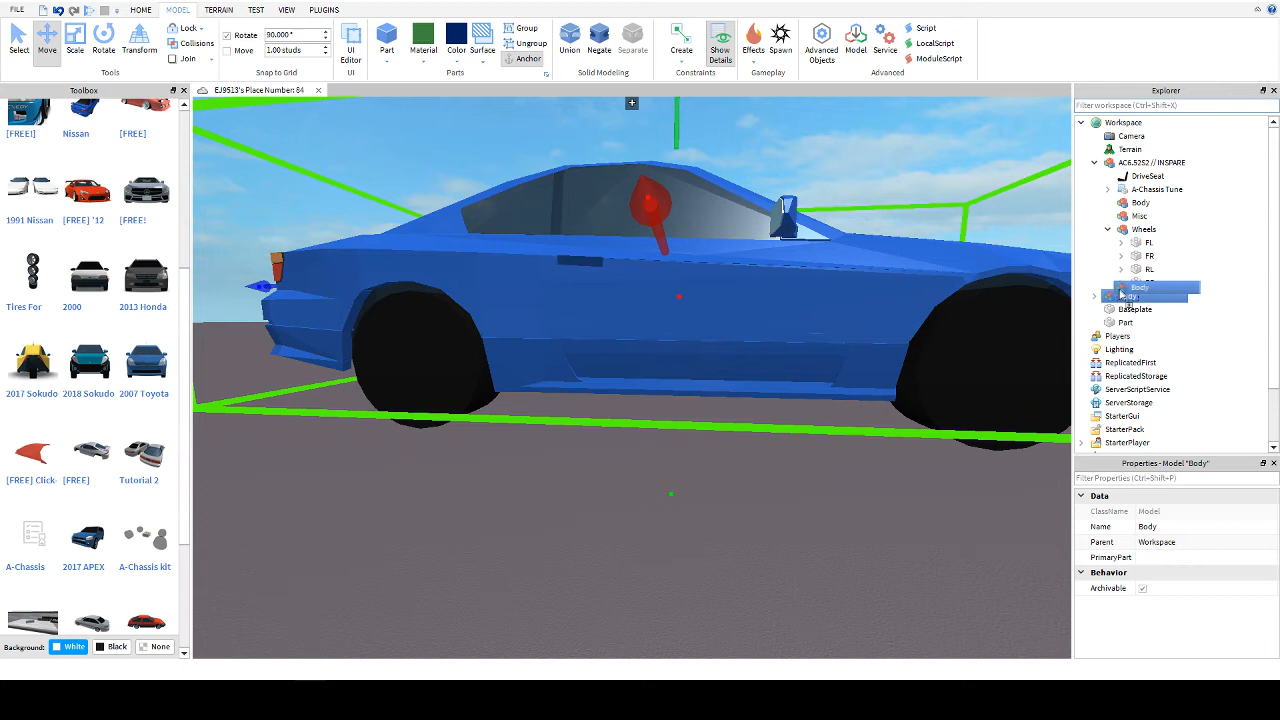 FILE HOME MODEL TERRAIN TEST VIEW PLUGINS
Select Move Scale Rotate Transform
Lock
Collisions
Join
Tools
Rotate 90.000°
Move 1.00 studs
Snap to Grid
UI
Editor
UI
Part Material Color Surface
Group
Ungroup
Anchor
Parts
Union Negate Separate
Solid Modeling
Create Show
Details
Constraints
Effects Spawn
Gameplay
Advanced
Objects
Model Service
Script
LocalScript
ModuleScript
Advanced
Toolbox
EJ9513's Place Number: 84
[FREE!] Nissan [FREE]
1991 Nissan [FREE] '12 [FREE!
Tires For 2000 2013 Honda
2017 Sokudo 2018 Sokudo 2007 Toyota
[FREE] Click- [FREE] Tutorial 2
A-Chassis 2017 APEX A-Chassis kit
Background: White Black None
Explorer
Filter workspace (Ctrl+Shift+X)
Workspace
Camera
Terrain
AC6.52S2 // INSPARE
DriveSeat
A-Chassis Tune
Body
Misc
Wheels
FL
FR
RL
Body
Baseplate
Part
Players
Lighting
ReplicatedFirst
ReplicatedStorage
ServerScriptService
ServerStorage
StarterGui
StarterPack
StarterPlayer
Properties - Model "Body"
Filter Properties (Ctrl+Shift+P)
Data
ClassName Model
Name Body
Parent Workspace
PrimaryPart
Behavior
Archivable